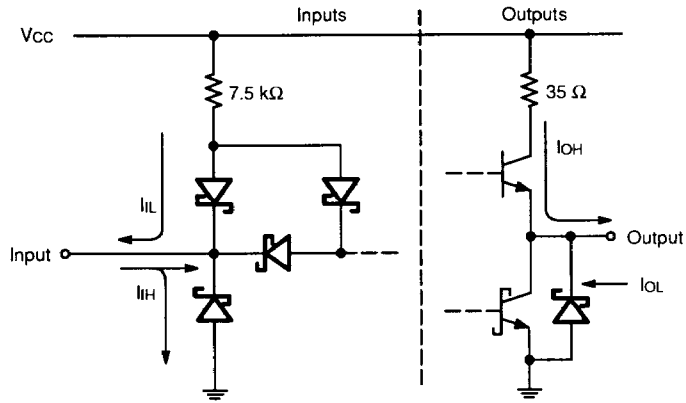 Inputs
Outputs
VCC
7.5 kΩ
35 Ω
IOH
IIL
Input
Output
IIH
IOL